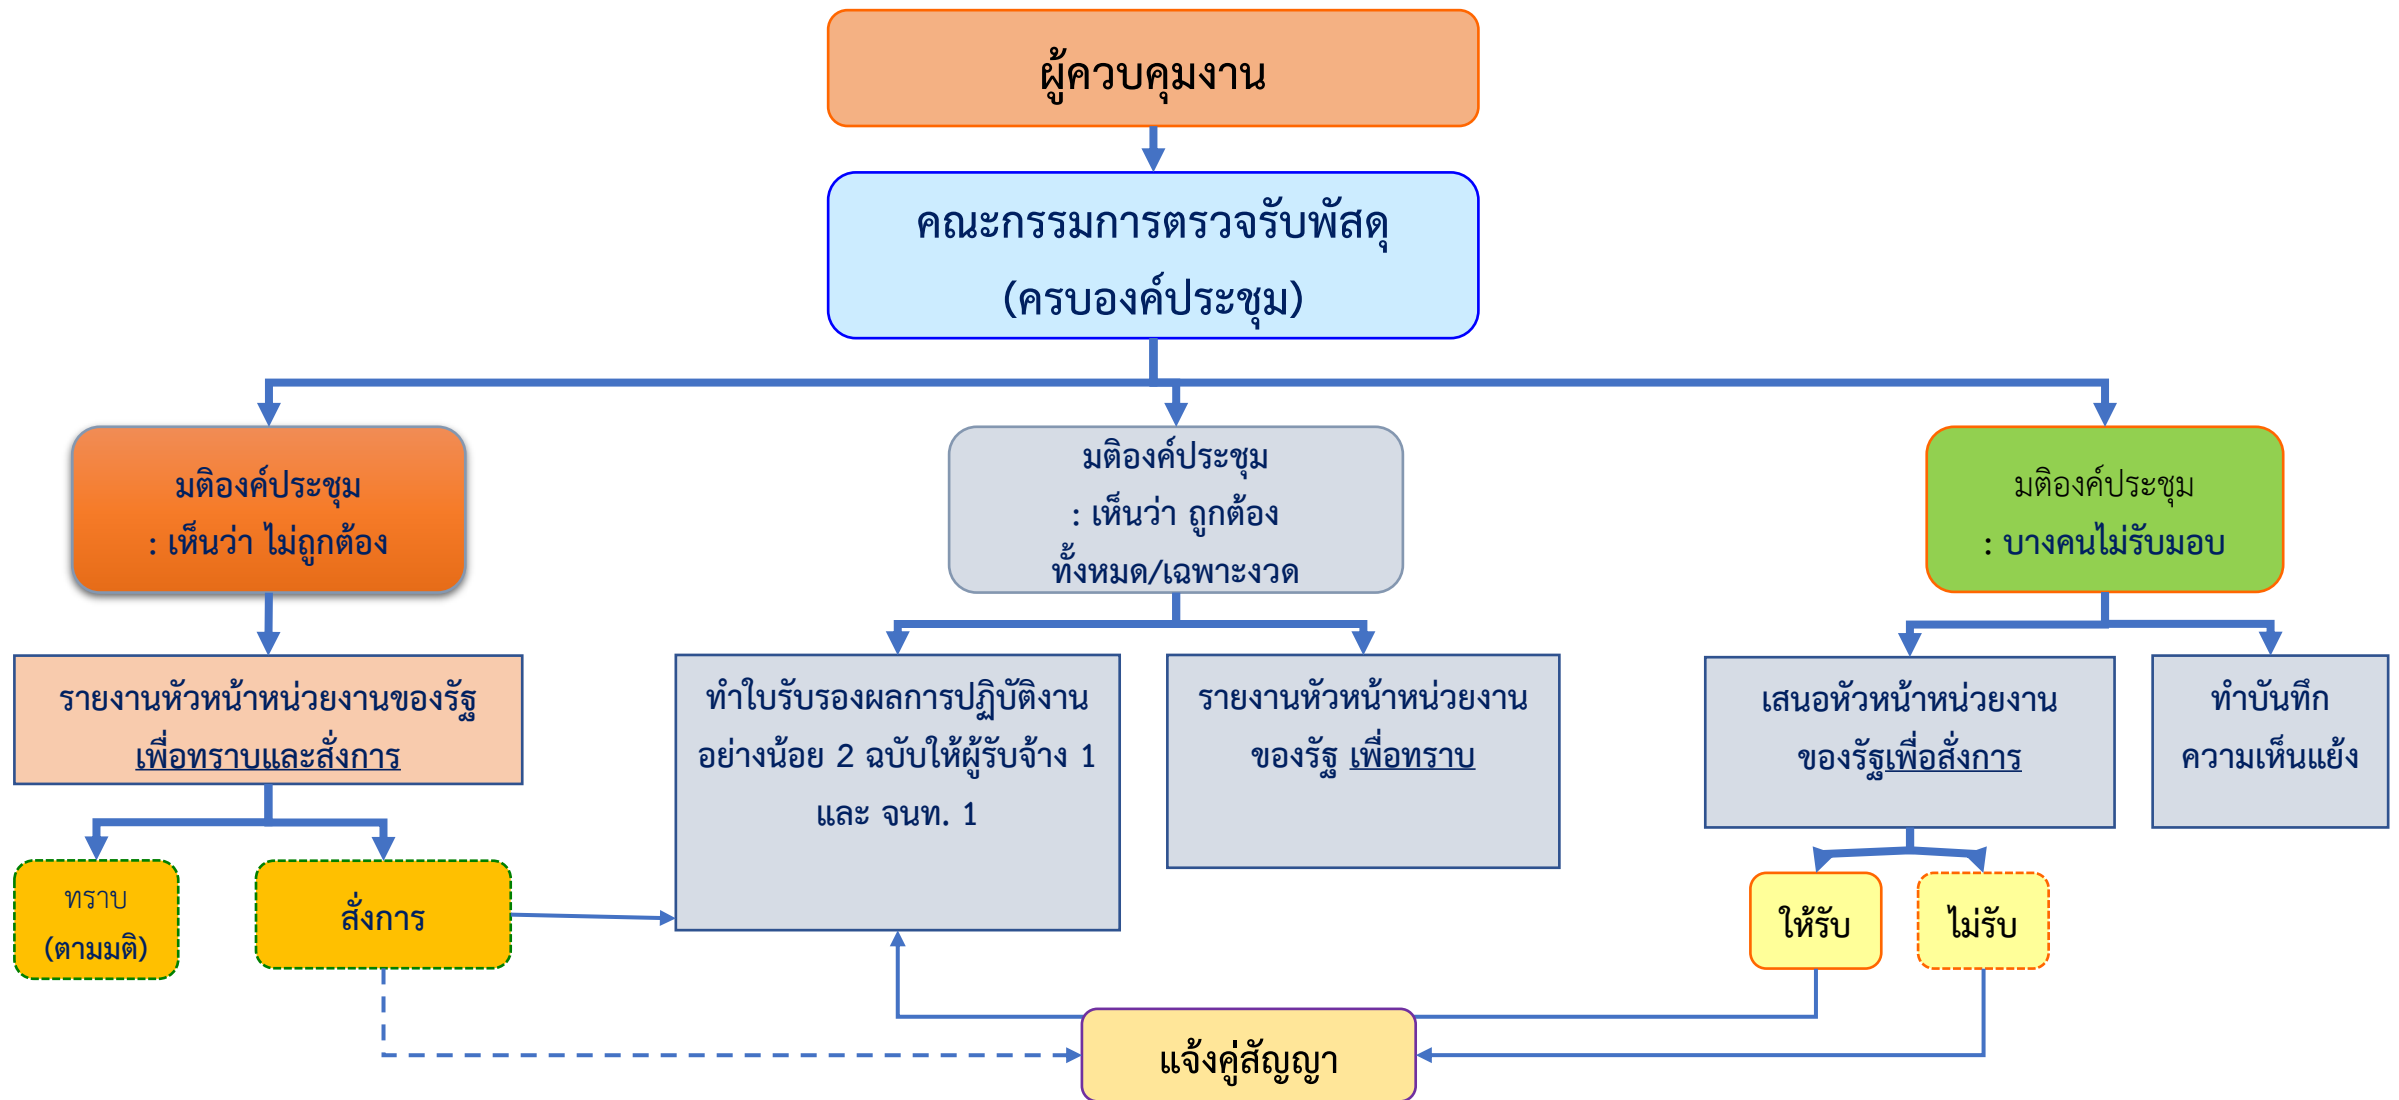 ผู้ควบคุมงาน
คณะกรรมการตรวจรับพัสดุ
(ครบองค์ประชุม)
มติองค์ประชุม
: เห็นว่า ไม่ถูกต้อง
มติองค์ประชุม
: เห็นว่า ถูกต้อง
ทั้งหมด/เฉพาะงวด
มติองค์ประชุม
: บางคนไม่รับมอบ
รายงานหัวหน้าหน่วยงานของรัฐ
เพื่อทราบและสั่งการ
ทำใบรับรองผลการปฏิบัติงาน
อย่างน้อย 2 ฉบับให้ผู้รับจ้าง 1
และ จนท. 1
รายงานหัวหน้าหน่วยงาน
ของรัฐ เพื่อทราบ
เสนอหัวหน้าหน่วยงาน
ของรัฐเพื่อสั่งการ
ทำบันทึก
ความเห็นแย้ง
ทราบ
(ตามมติ)
สั่งการ
ให้รับ
ไม่รับ
แจ้งคู่สัญญา